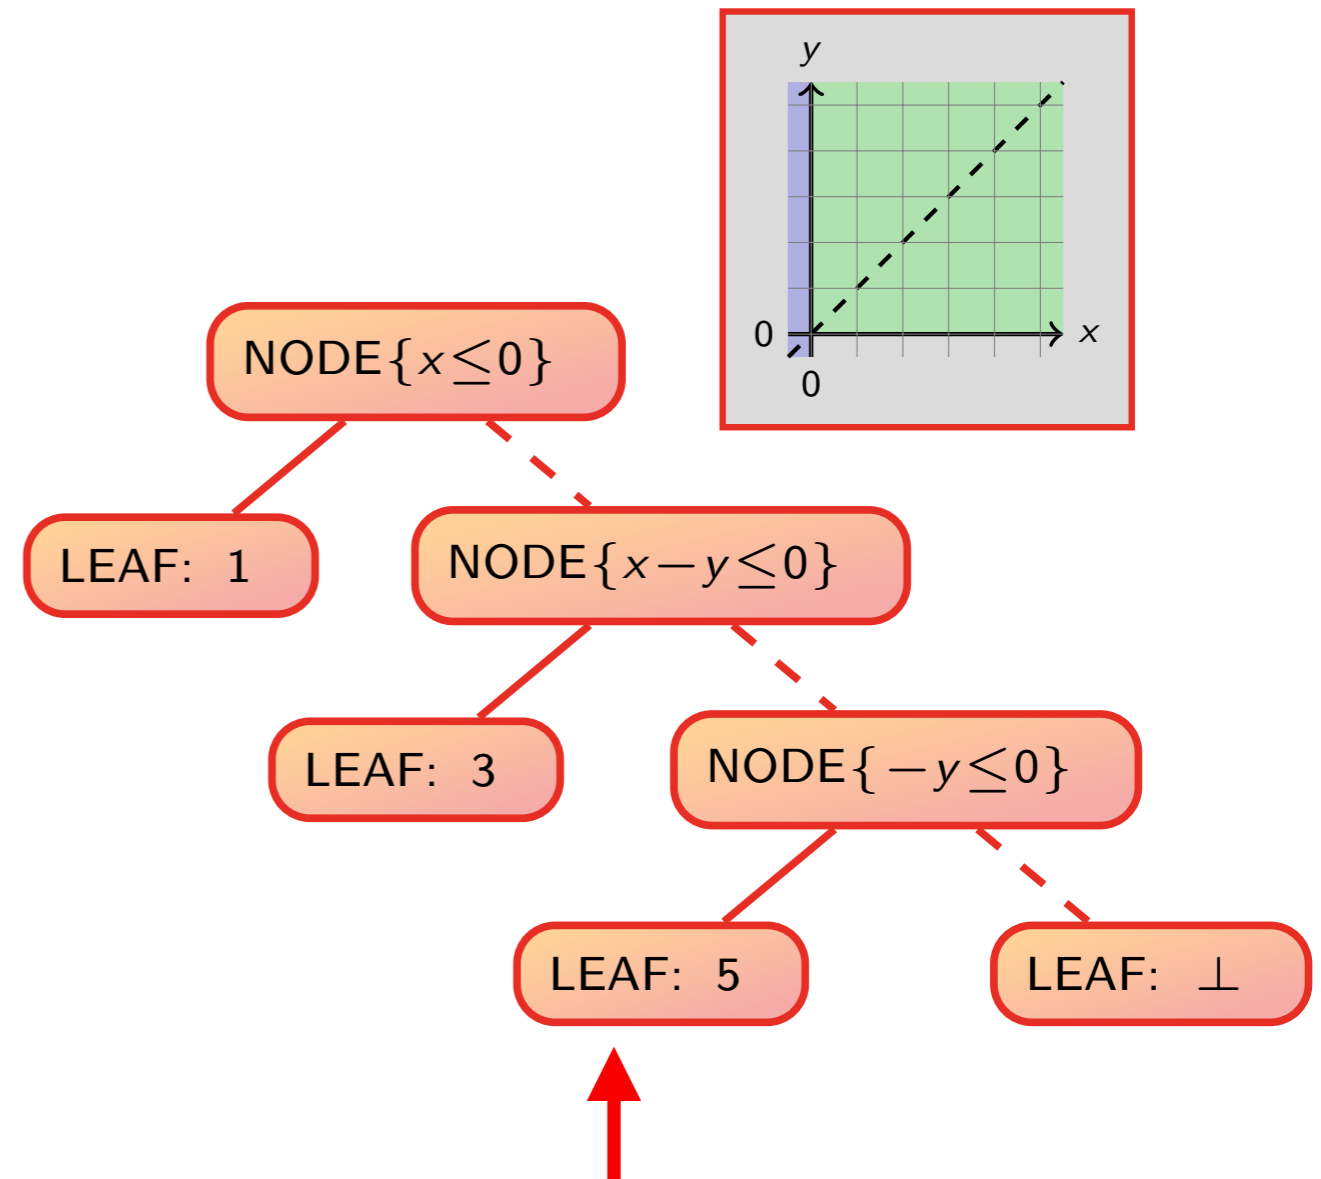 y
0
x
0
NODE{x≤0}
LEAF: 1
NODE{x−y≤0}
LEAF: 3
NODE{−y≤0}
LEAF: 5
LEAF: ⊥